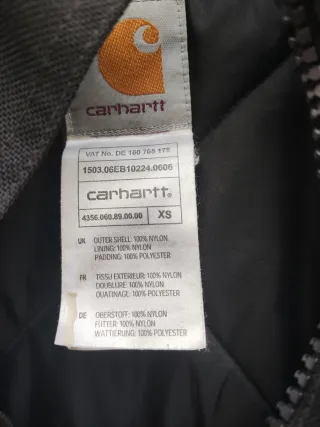 carhartt
VAT No. DE 160 765 175
1503.06EB10224.0606
carhartt.
4356.060.89.00.00 XS
UK OUTER SHELL: 100% NYLON
LINING: 100% NYLON
PADDING: 100% POLYESTER
FR TISSU EXTERIEUR: 100% NYLON
DOUBLURE: 100% NYLON
OUATINAGE: 100% POLYESTER
DE OBERSTOFF: 100% NYLON
FUTTER: 100% NYLON
WATTIERUNG: 100% POLYESTER